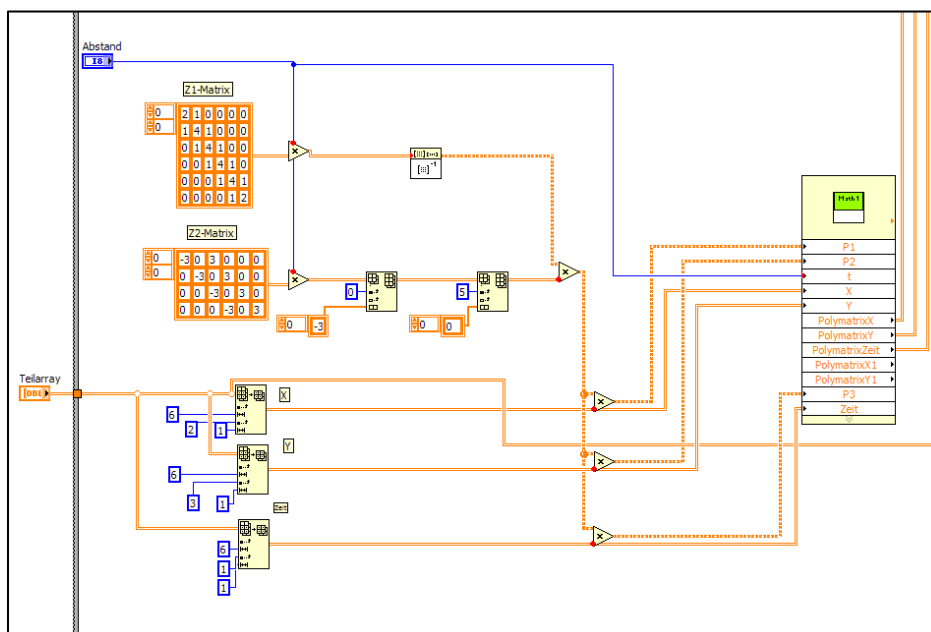 Abstand
I8
Z1-Matrix
0
0
2 1 0 0 0 0
1 4 1 0 0 0
0 1 4 1 0 0
0 0 1 4 1 0
0 0 0 1 4 1
0 0 0 0 1 2
Z2-Matrix
0
0
-3 0 3 0 0 0
0 -3 0 3 0 0
0 0 -3 0 3 0
0 0 0 -3 0 3
0
0 -3
5
0 0
Math 1
P1
P2
t
X
Y
PolymatrixX
PolymatrixY
PolymatrixZeit
PolymatrixX1
PolymatrixY1
P3
Zeit
Teilarray
[DBL
X
6
2
1
Y
6
3
1
Zeit
6
1
1